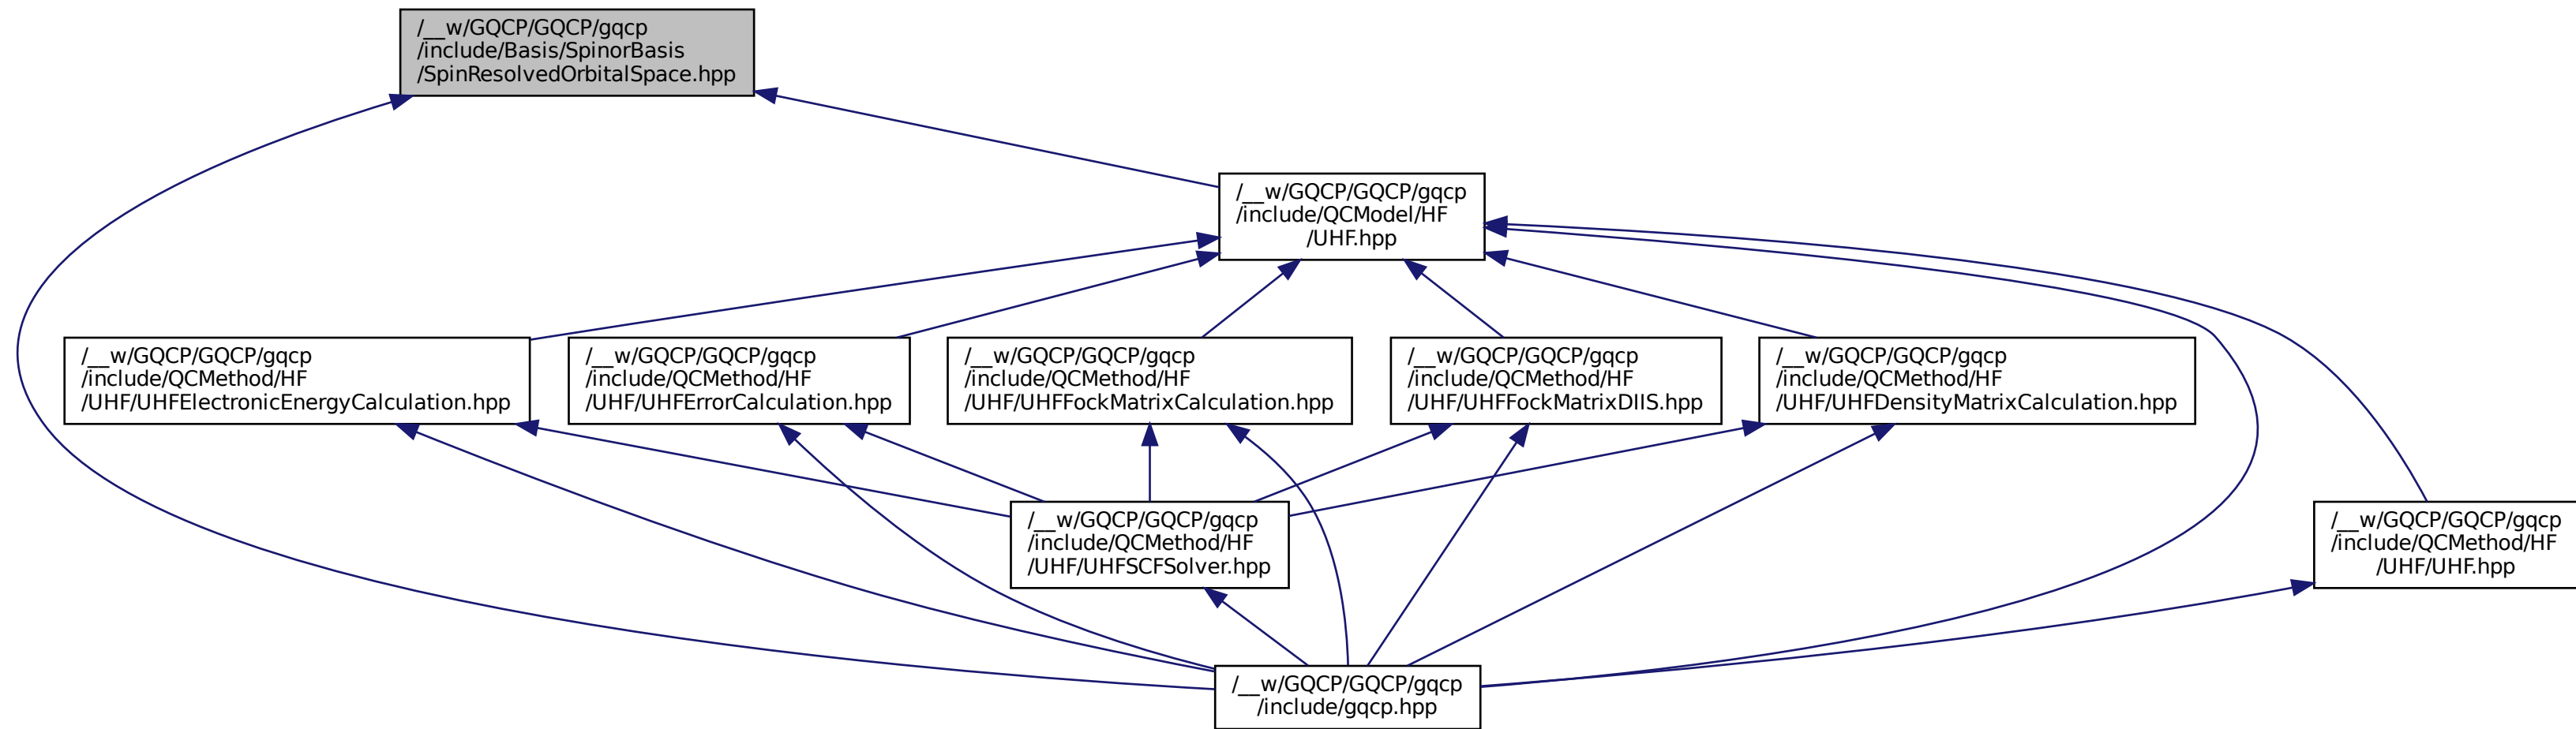 /__w/GQCP/GQCP/gqcp
/include/Basis/SpinorBasis
/SpinResolvedOrbitalSpace.hpp
/__w/GQCP/GQCP/gqcp
/include/QCModel/HF
/UHF.hpp
/__w/GQCP/GQCP/gqcp
/include/QCMethod/HF
/UHF/UHFElectronicEnergyCalculation.hpp
/__w/GQCP/GQCP/gqcp
/include/QCMethod/HF
/UHF/UHFErrorCalculation.hpp
/__w/GQCP/GQCP/gqcp
/include/QCMethod/HF
/UHF/UHFFockMatrixCalculation.hpp
/__w/GQCP/GQCP/gqcp
/include/QCMethod/HF
/UHF/UHFFockMatrixDIIS.hpp
/__w/GQCP/GQCP/gqcp
/include/QCMethod/HF
/UHF/UHFDensityMatrixCalculation.hpp
/__w/GQCP/GQCP/gqcp
/include/QCMethod/HF
/UHF/UHFSCFSolver.hpp
/__w/GQCP/GQCP/gqcp
/include/QCMethod/HF
/UHF/UHF.hpp
/__w/GQCP/GQCP/gqcp
/include/gqcp.hpp